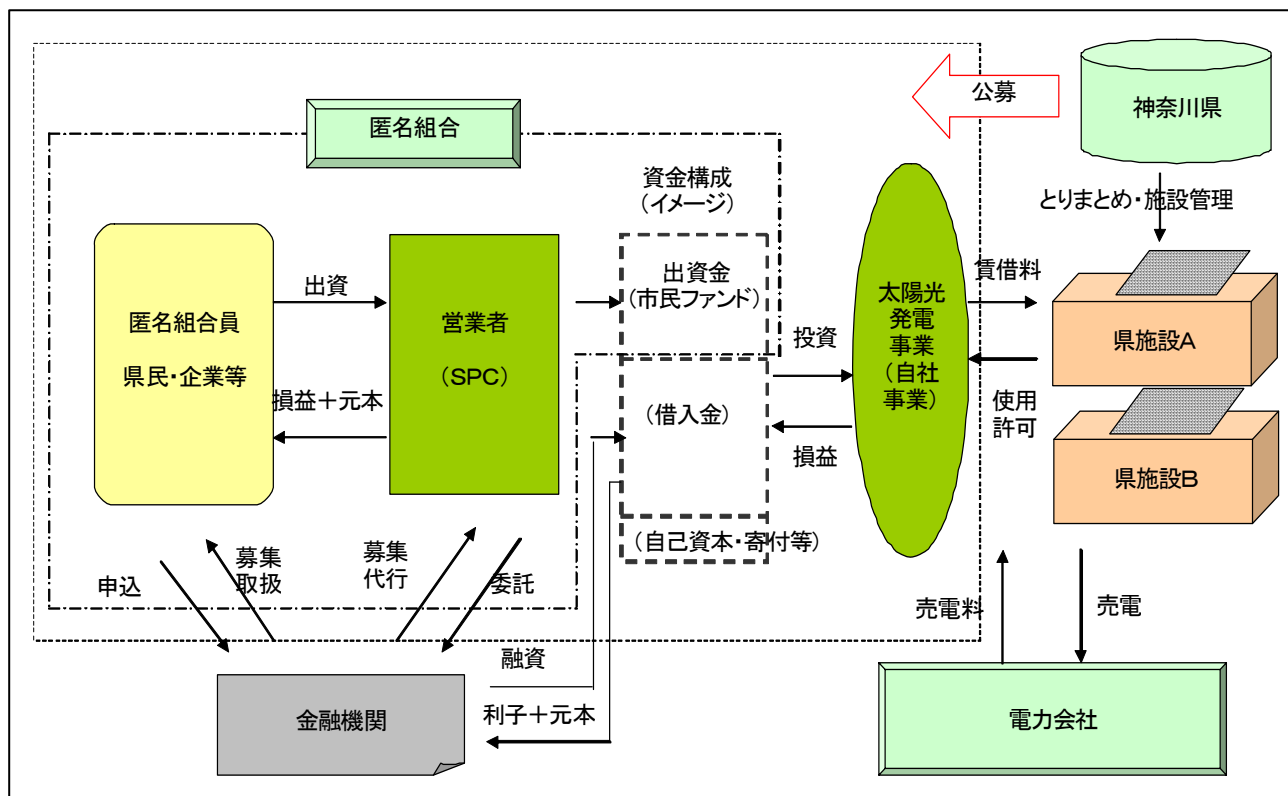 公募
神奈川県
匿名組合
資金構成
（イメージ）
とりまとめ・施設管理
匿名組合員
県民・企業等
出資
損益＋元本
営業者
（SPC）
出資金
（市民ファンド）
（借入金）
（自己資本・寄付等）
投資
損益
太陽光
発電
事業
（自社
事業）
賃借料
使用
許可
県施設A
県施設B
申込
募集
取扱
募集
代行
委託
融資
利子＋元本
金融機関
売電料
売電
電力会社